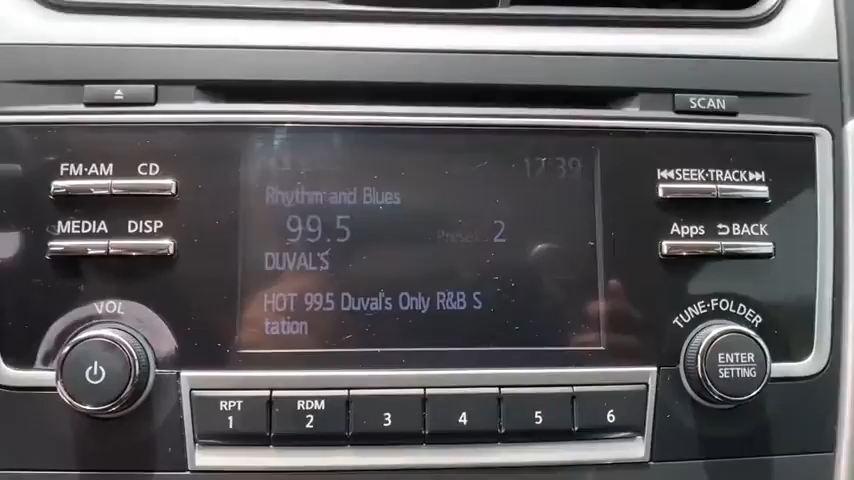 SCAN
FM·AM CD
12:39
SEEK·TRACK
Rhythm and Blues
99.5 Preset 2
MEDIA DISP
Apps BACK
DUVAL'S
HOT 99.5 Duval's Only R&B S
tation
VOL
TUNE·FOLDER
ENTER
SETTING
RPT RDM
1 2 3 4 5 6